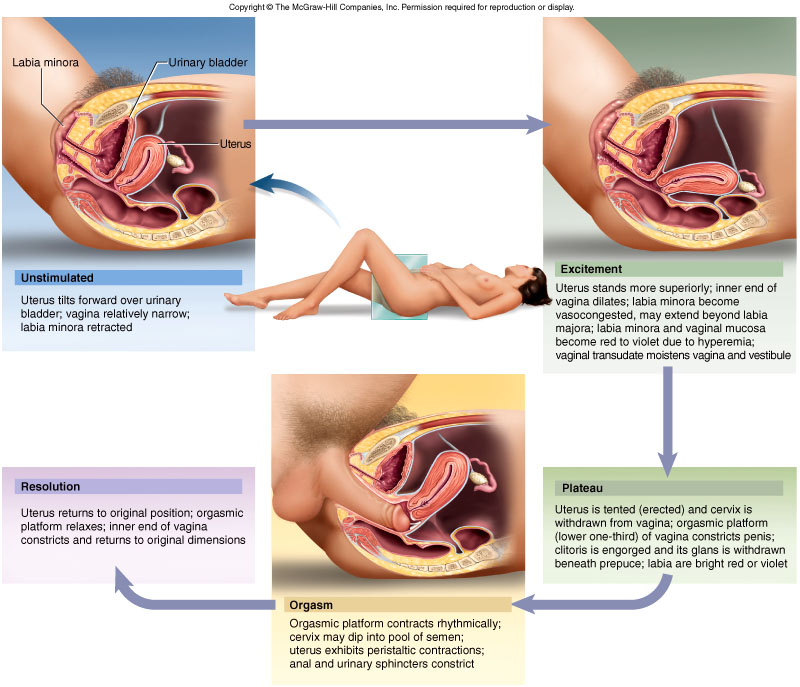 Copyright © The McGraw-Hill Companies, Inc. Permission required for reproduction or display.
Labia minora
Urinary bladder
Uterus
Unstimulated
Uterus tilts forward over urinary
bladder; vagina relatively narrow;
labia minora retracted
Excitement
Uterus stands more superiorly; inner end of
vagina dilates; labia minora become
vasocongested, may extend beyond labia
majora; labia minora and vaginal mucosa
become red to violet due to hyperemia;
vaginal transudate moistens vagina and vestibule
Plateau
Uterus is tented (erected) and cervix is
withdrawn from vagina; orgasmic platform
(lower one-third) of vagina constricts penis;
clitoris is engorged and its glans is withdrawn
beneath prepuce; labia are bright red or violet
Orgasm
Orgasmic platform contracts rhythmically;
cervix may dip into pool of semen;
uterus exhibits peristaltic contractions;
anal and urinary sphincters constrict
Resolution
Uterus returns to original position; orgasmic
platform relaxes; inner end of vagina
constricts and returns to original dimensions